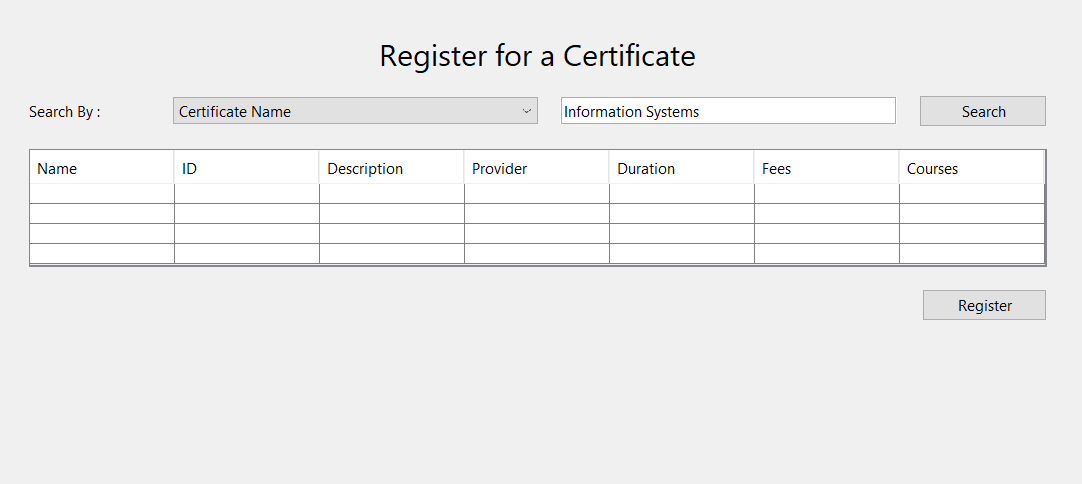 Register for a Certificate
Search By : Certificate Name Information Systems Search
Name ID Description Provider Duration Fees Courses
Register